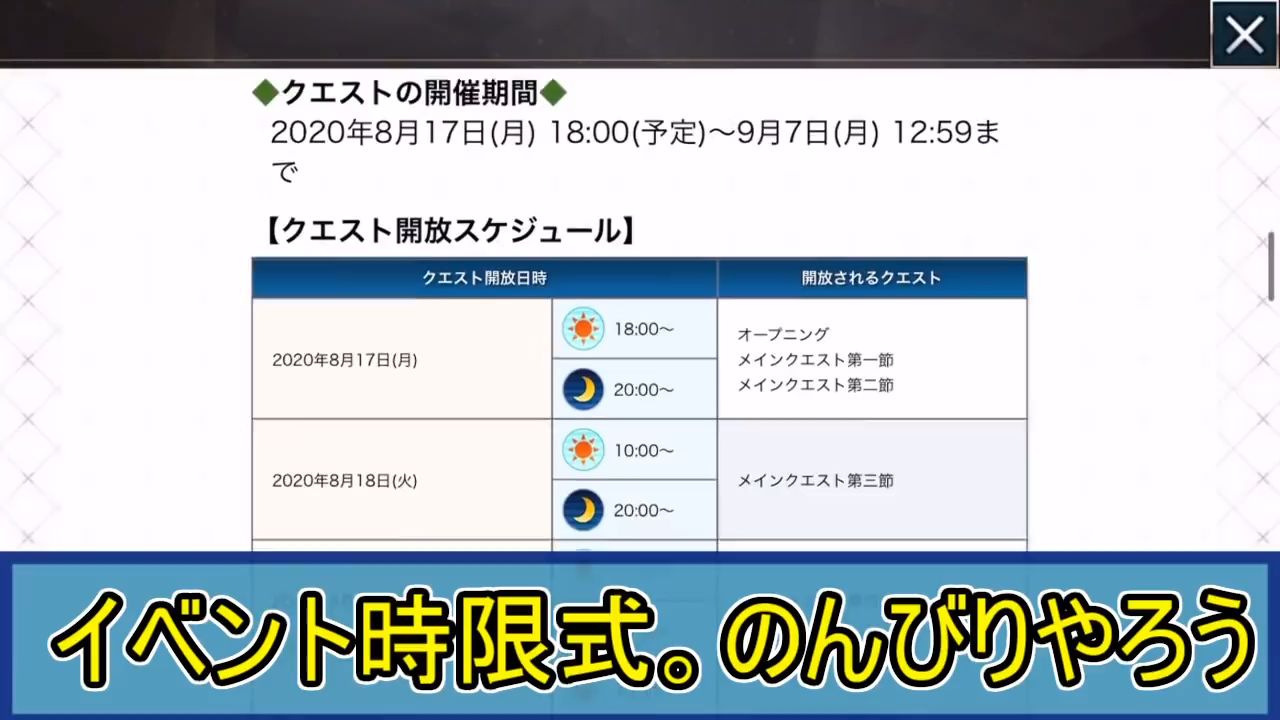 ◆クエストの開催期間◆
2020年8月17日(月) 18:00(予定)〜9月7日(月) 12:59ま
で
【クエスト開放スケジュール】
クエスト開放日時 開放されるクエスト
2020年8月17日(月)
18:00〜
20:00〜
オープニング
メインクエスト第一節
メインクエスト第二節
2020年8月18日(火)
10:00〜
20:00〜
メインクエスト第三節
イベント時限式。のんびりやろう